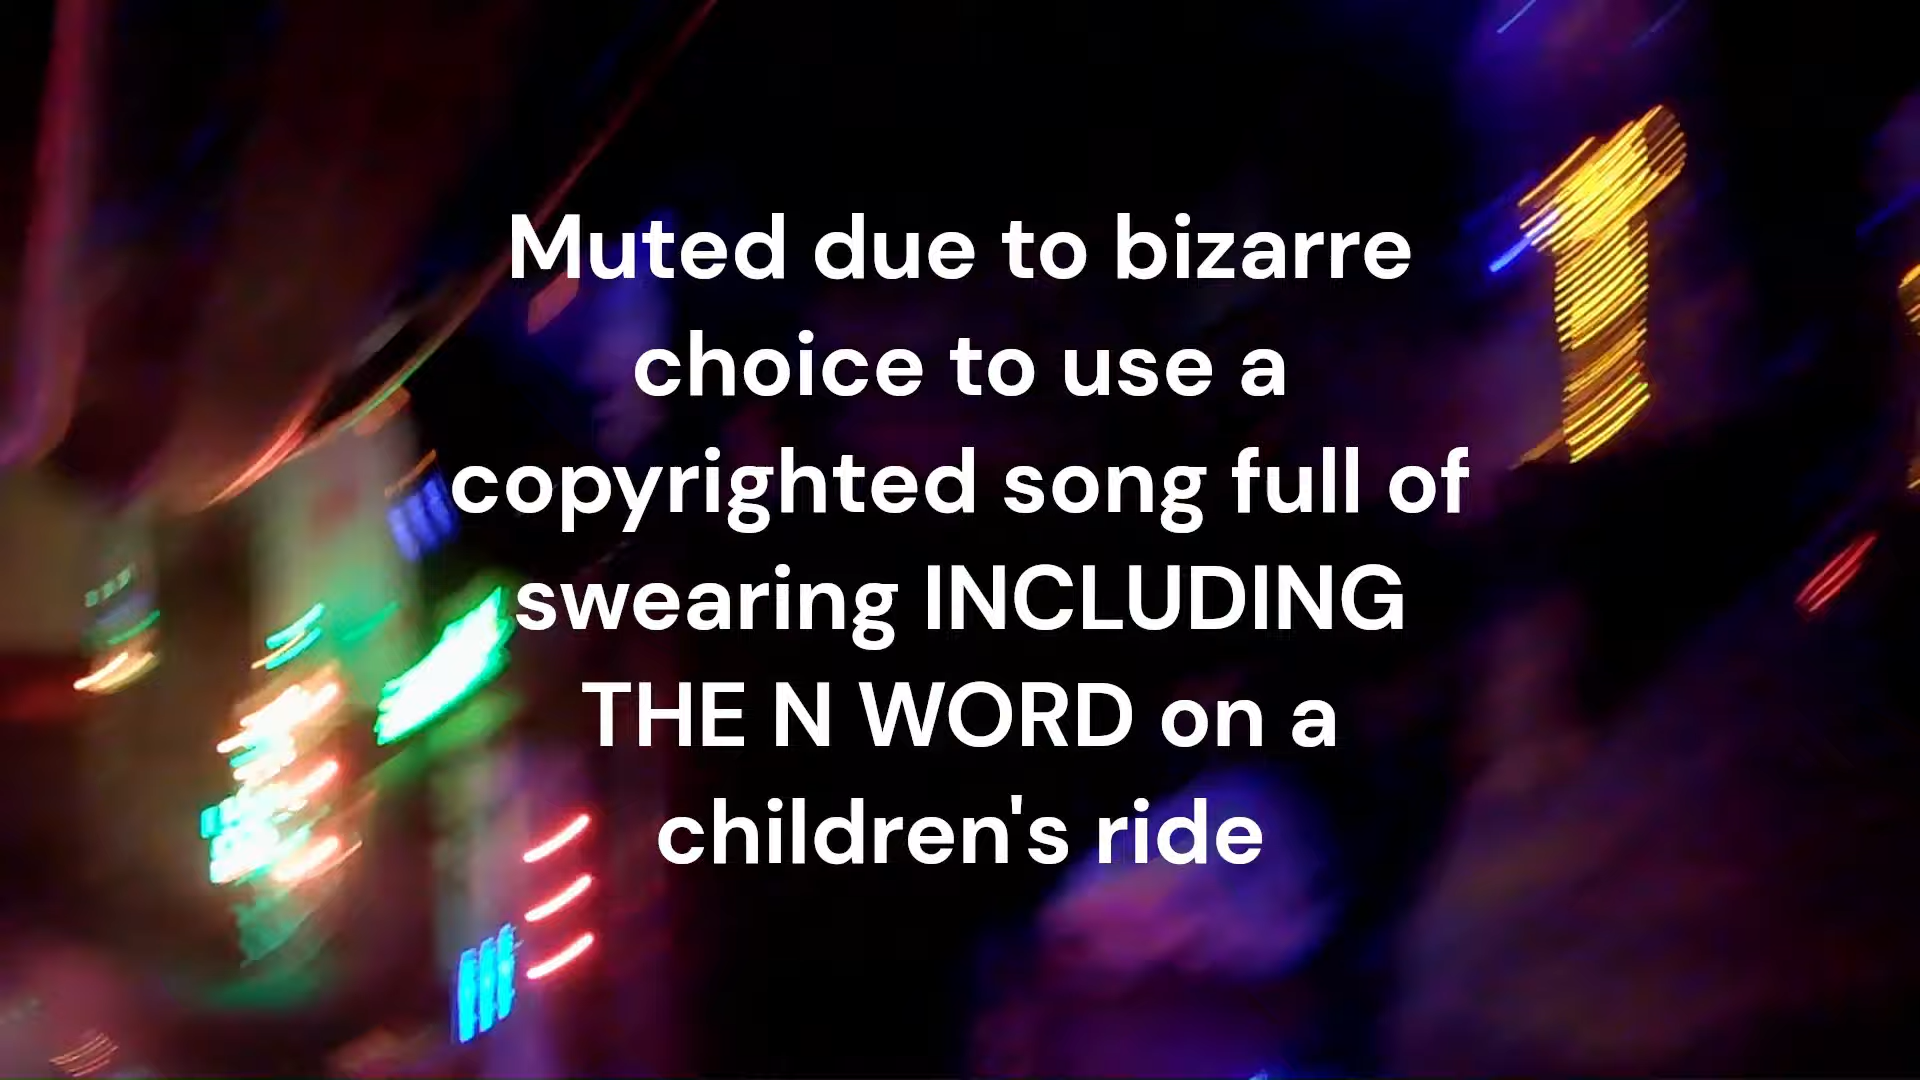 Muted due to bizarre
choice to use a
copyrighted song full of
swearing INCLUDING
THE N WORD on a
children's ride